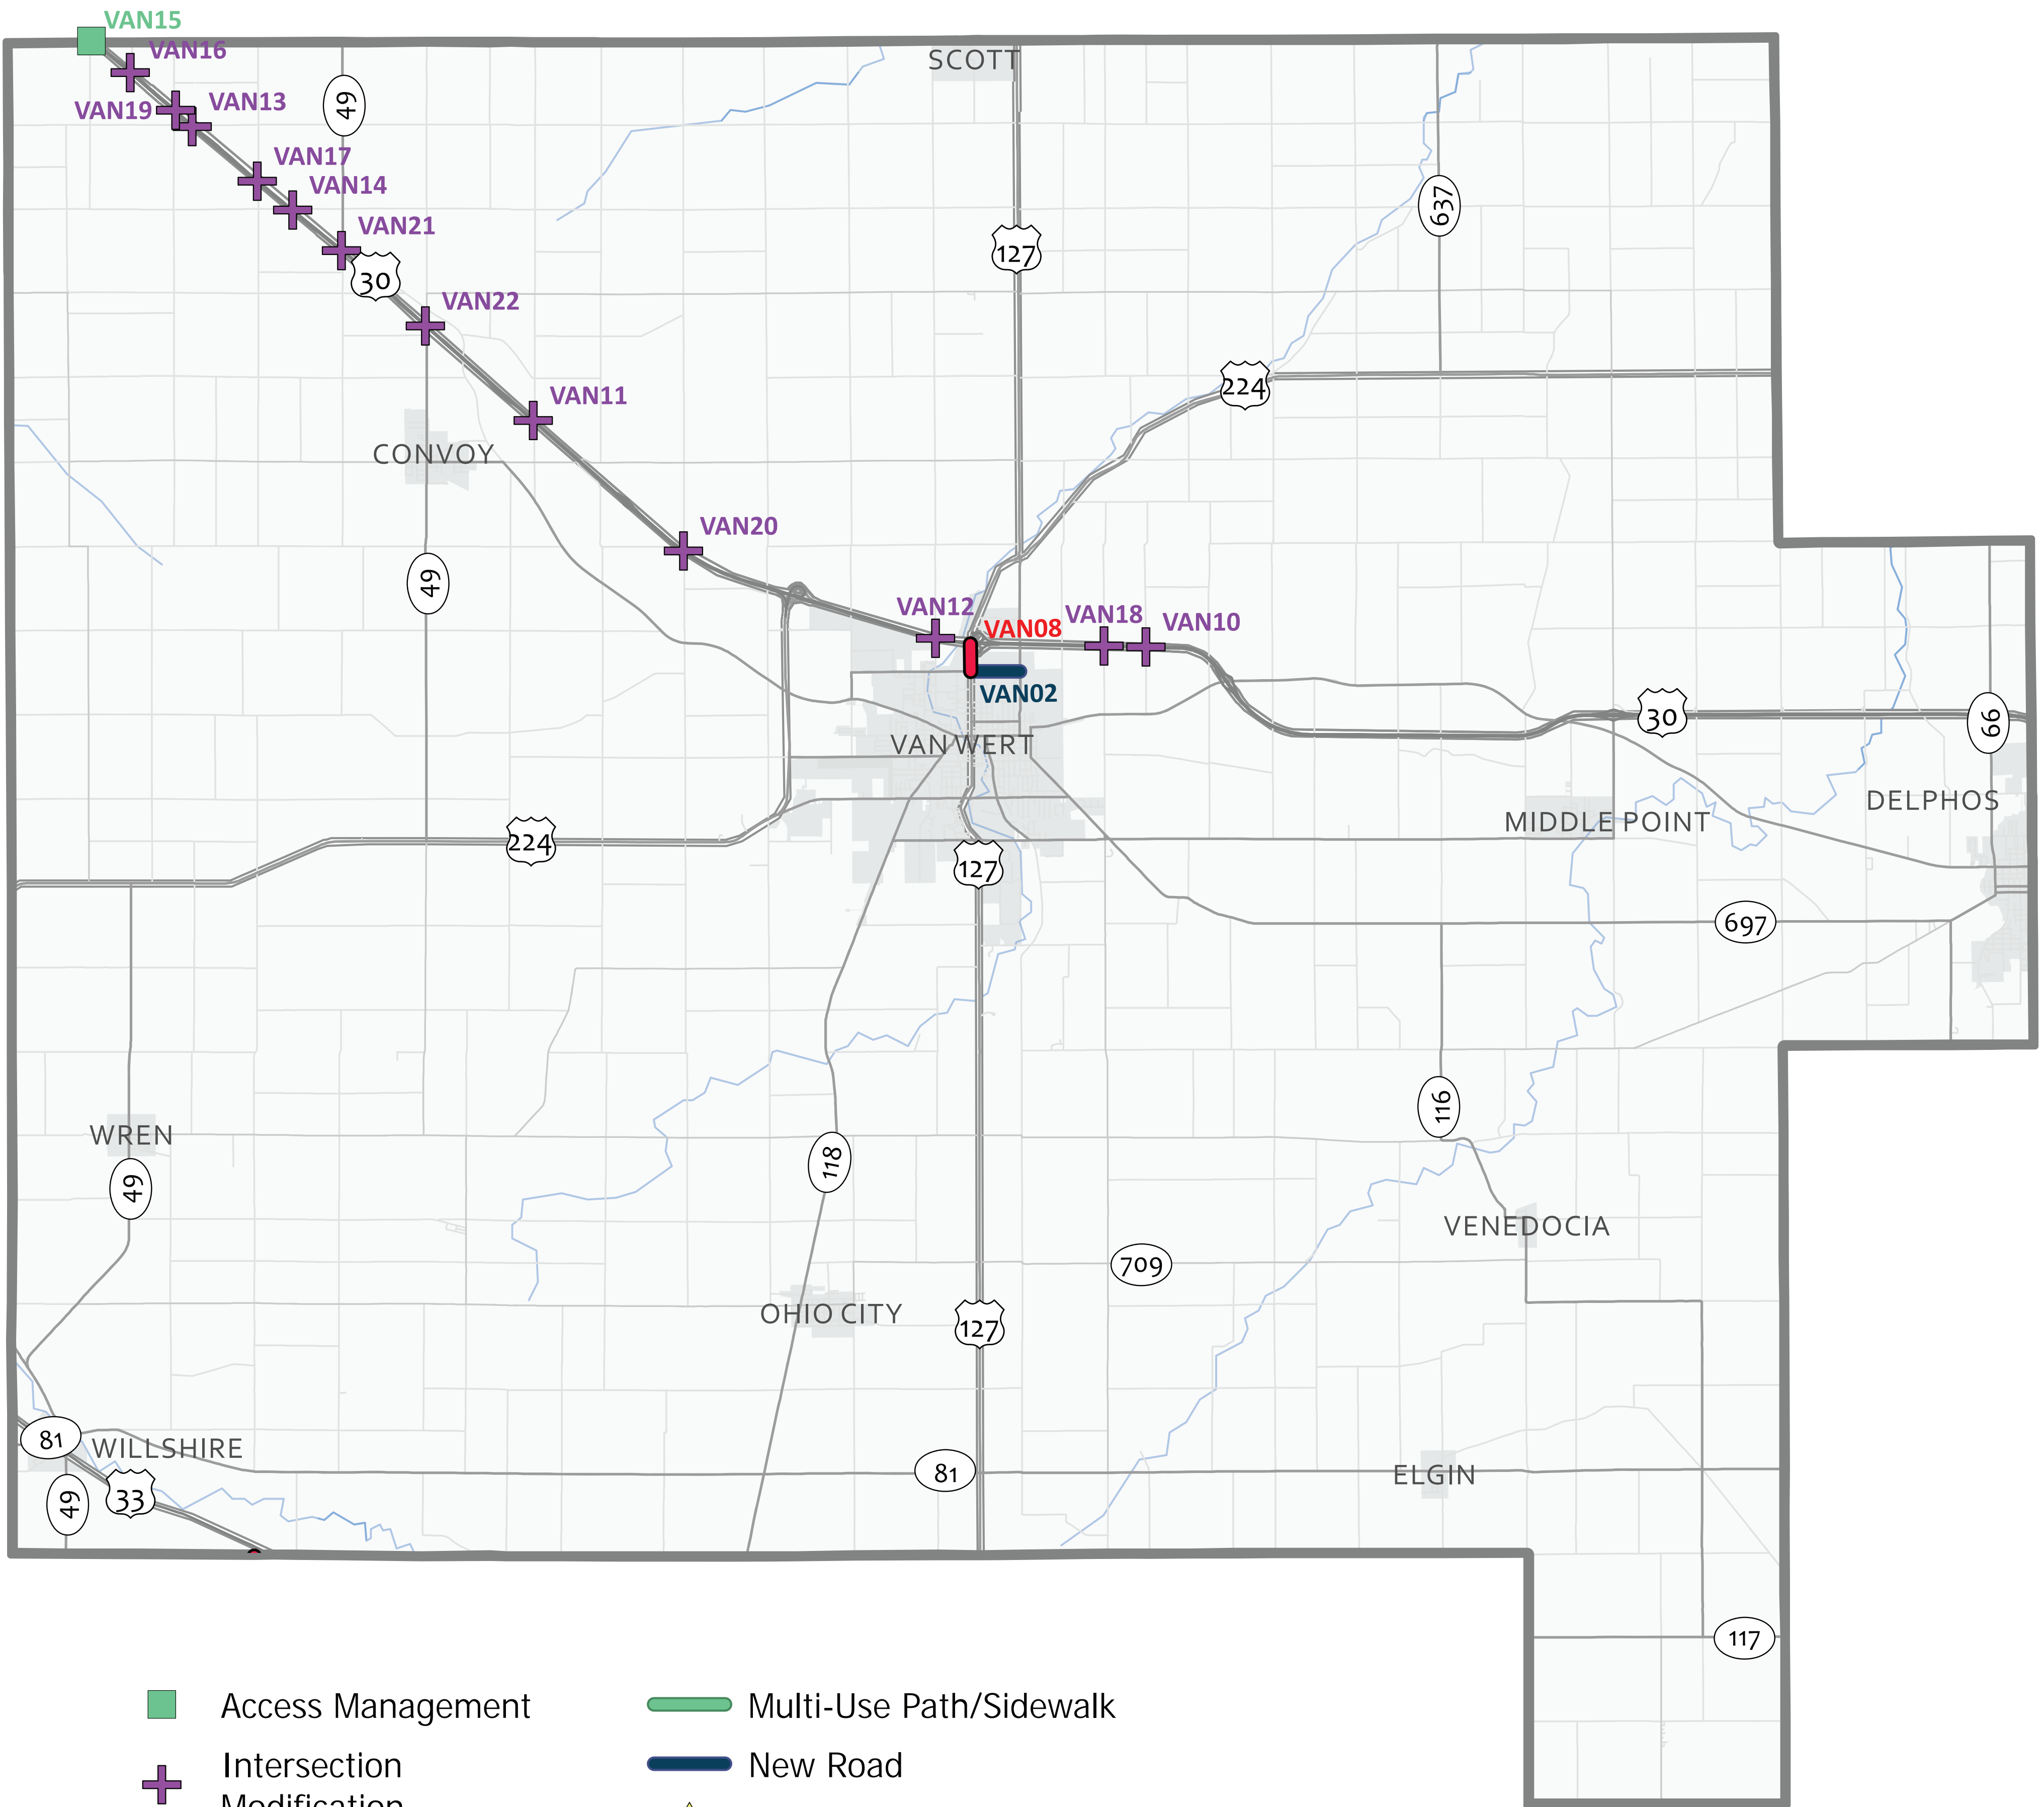 VAN15
VAN16
SCOTT
VAN19
VAN13
49
VAN17
VAN14
637
VAN21
127
30
VAN22
224
VAN11
CONVOY
VAN20
49
VAN12
VAN18
VAN10
VAN08
VAN02
30
66
VAN WERT
DELPHOS
MIDDLE POINT
224
127
697
116
WREN
118
49
VENEDOCIA
709
OHIO CITY
127
81
WILLSHIRE
81
ELGIN
33
49
117
Access Management
Multi-Use Path/Sidewalk
Intersection
Modification
New Road